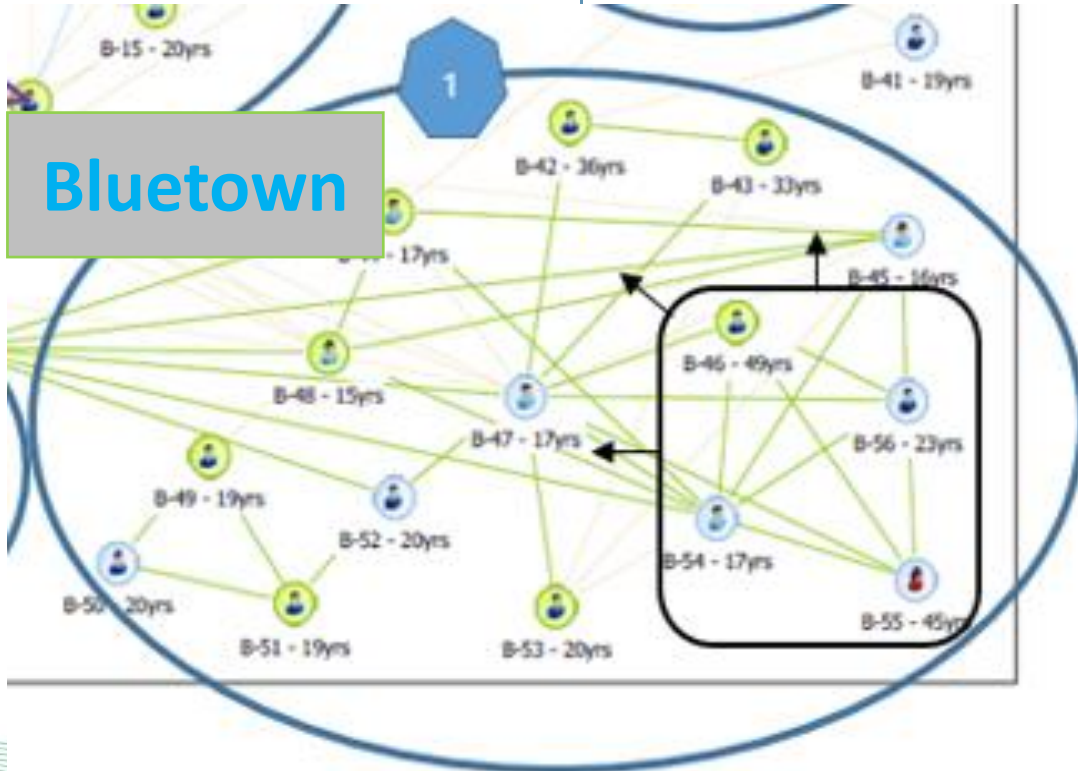 B-15 - 20yrs
1
B-41 - 19yrs
Bluetown
B-42 - 36yrs
B-43 - 33yrs
- 17yrs
B-45 - 16yrs
B-46 - 49yrs
B-48 - 15yrs
B-47 - 17yrs
B-56 - 23yrs
B-49 - 19yrs
B-52 - 20yrs
B-54 - 17yrs
B-50 - 20yrs
B-51 - 19yrs
B-53 - 20yrs
B-55 - 45yrs